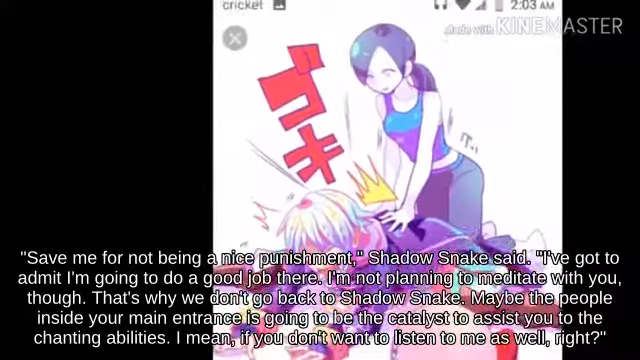 cricket
2:03 AM
Made with KINEMASTER
ゴキ
"Save me for not being a nice punishment," Shadow Snake said. "I've got to
admit I'm going to do a good job there. I'm not planning to meditate with you,
though. That's why we don't go back to Shadow Snake. Maybe the people
inside your main entrance is going to be the catalyst to assist you to the
chanting abilities. I mean, if you don't want to listen to me as well, right?"